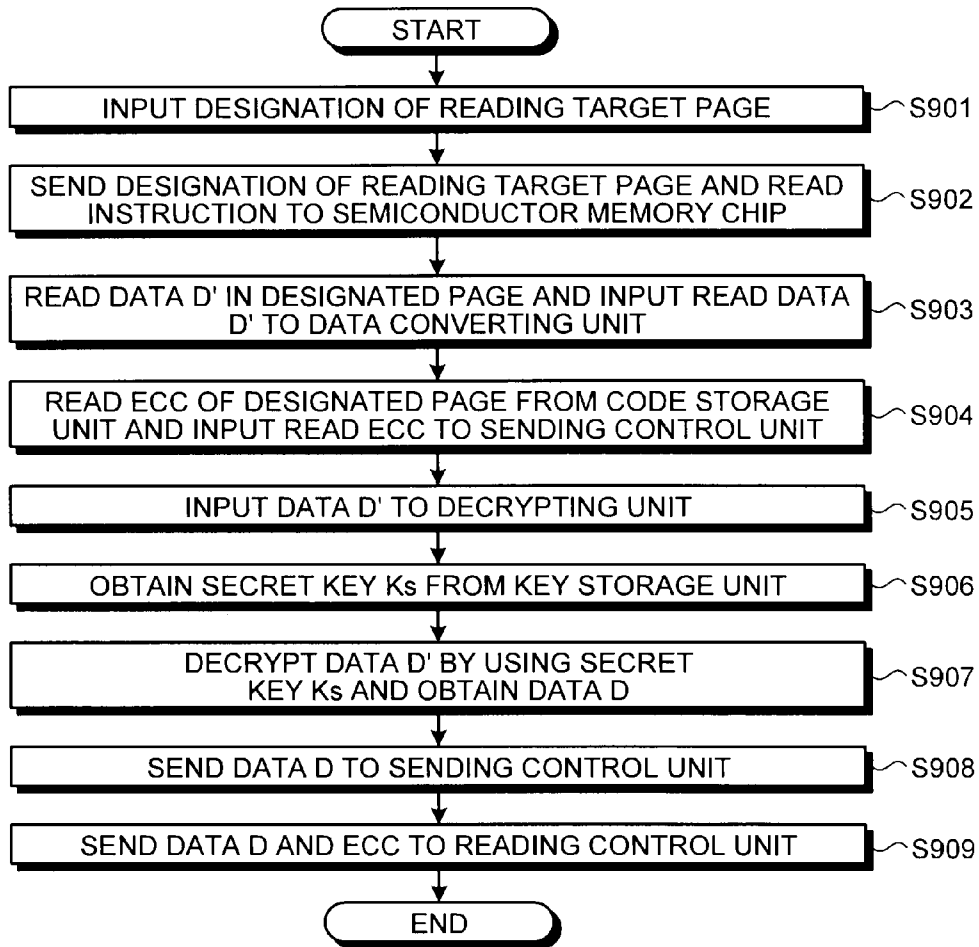 START
INPUT DESIGNATION OF READING TARGET PAGE
S901
SEND DESIGNATION OF READING TARGET PAGE AND READ
INSTRUCTION TO SEMICONDUCTOR MEMORY CHIP
S902
READ DATA D' IN DESIGNATED PAGE AND INPUT READ DATA
D' TO DATA CONVERTING UNIT
S903
READ ECC OF DESIGNATED PAGE FROM CODE STORAGE
UNIT AND INPUT READ ECC TO SENDING CONTROL UNIT
S904
INPUT DATA D' TO DECRYPTING UNIT
S905
OBTAIN SECRET KEY Ks FROM KEY STORAGE UNIT
S906
DECRYPT DATA D' BY USING SECRET
KEY Ks AND OBTAIN DATA D
S907
SEND DATA D TO SENDING CONTROL UNIT
S908
SEND DATA D AND ECC TO READING CONTROL UNIT
S909
END